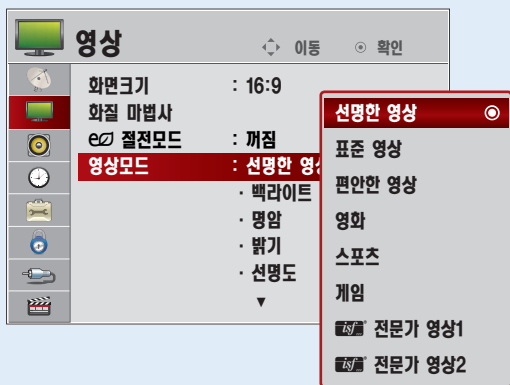 영상
이동
확인
화면크기 : 16:9
화질 마법사
e 절전모드 : 꺼짐
영상모드 : 선명한 영상
· 백라이트
· 명암
· 밝기
· 선명도
▼
선명한 영상
표준 영상
편안한 영상
영화
스포츠
게임
isf 전문가 영상1
isf 전문가 영상2